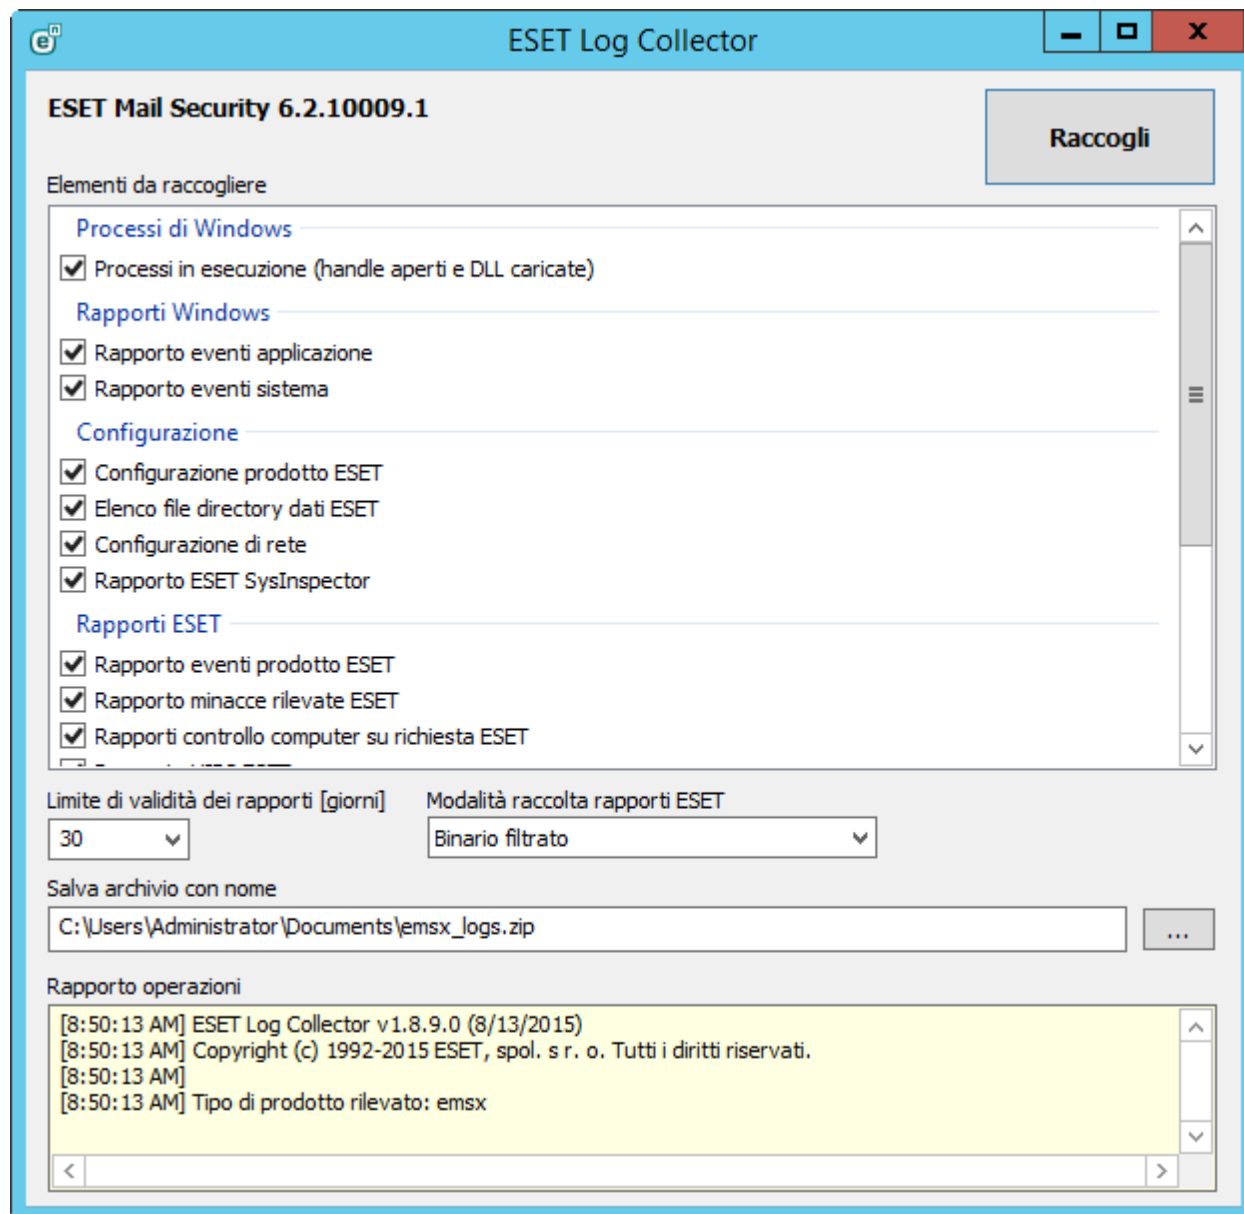 ESET Log Collector
ESET Mail Security 6.2.10009.1
Raccogli
Elementi da raccogliere
Processi di Windows
Processi in esecuzione (handle aperti e DLL caricate)
Rapporti Windows
Rapporto eventi applicazione
Rapporto eventi sistema
Configurazione
Configurazione prodotto ESET
Elenco file directory dati ESET
Configurazione di rete
Rapporto ESET SysInspector
Rapporti ESET
Rapporto eventi prodotto ESET
Rapporto minacce rilevate ESET
Rapporti controllo computer su richiesta ESET
Limite di validità dei rapporti [giorni]
Modalità raccolta rapporti ESET
30
Binario filtrato
Salva archivio con nome
C:\Users\Administrator\Documents\emsx_logs.zip
...
Rapporto operazioni
[8:50:13 AM] ESET Log Collector v1.8.9.0 (8/13/2015)
[8:50:13 AM] Copyright (c) 1992-2015 ESET, spol. s r. o. Tutti i diritti riservati.
[8:50:13 AM]
[8:50:13 AM] Tipo di prodotto rilevato: emsx